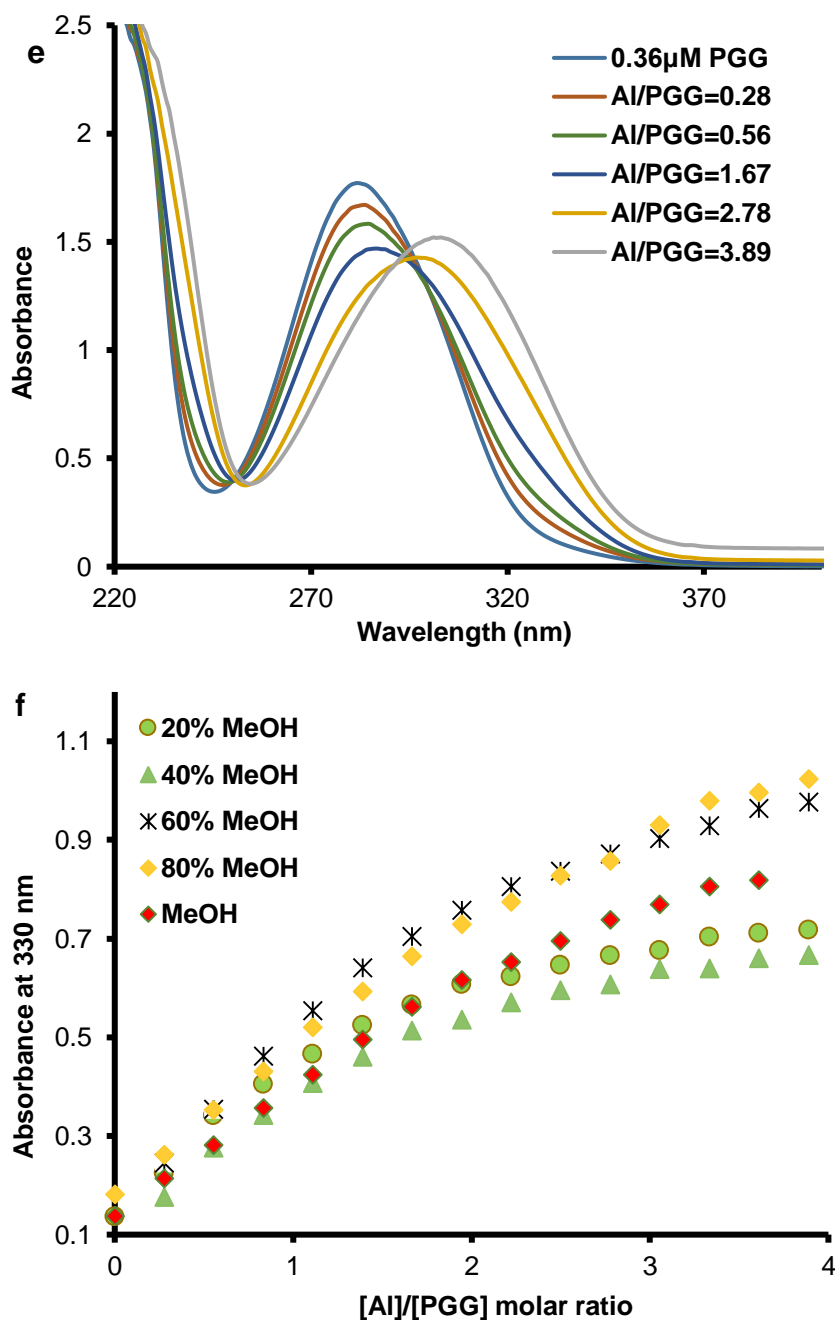 e
2.5
2
1.5
1
0.5
0
Absorbance
0.36µM PGG
Al/PGG=0.28
Al/PGG=0.56
Al/PGG=1.67
Al/PGG=2.78
Al/PGG=3.89
220 270 320 370
Wavelength (nm)
f
1.1
0.9
0.7
0.5
0.3
0.1
Absorbance at 330 nm
20% MeOH
40% MeOH
60% MeOH
80% MeOH
MeOH
0 1 2 3 4
[Al]/[PGG] molar ratio